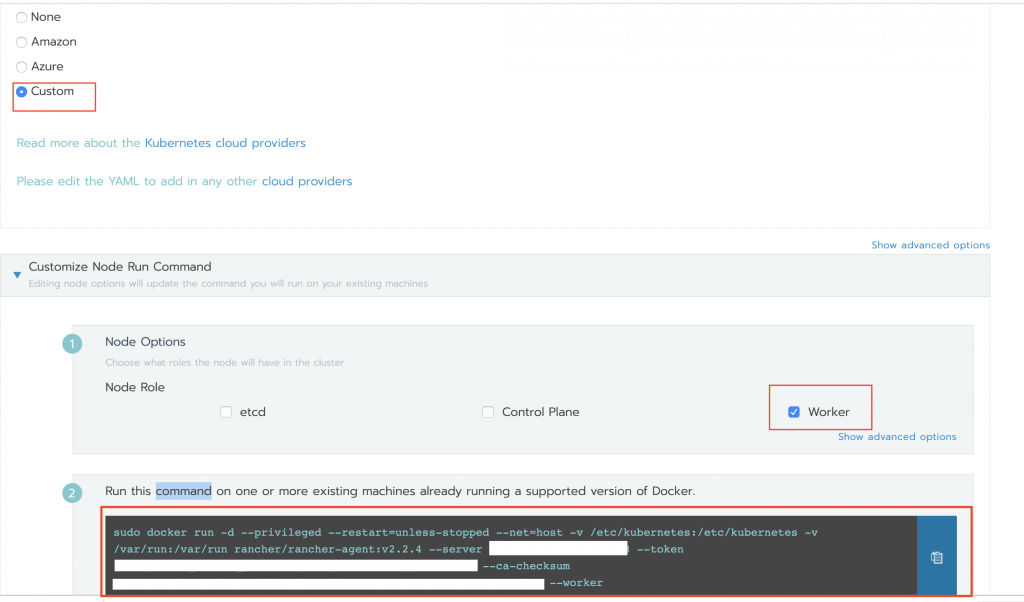 None
Amazon
Azure
Custom
Read more about the Kubernetes cloud providers
Please edit the YAML to add in any other cloud providers
Show advanced options
Customize Node Run Command
Editing node options will update the command you will run on your existing machines
1
Node Options
Choose what roles the node will have in the cluster
Node Role
etcd Control Plane Worker
Show advanced options
2
Run this command on one or more existing machines already running a supported version of Docker.
sudo docker run -d --privileged --restart=unless-stopped --net=host -v /etc/kubernetes:/etc/kubernetes -v
/var/run:/var/run rancher/rancher-agent:v2.2.4 --server --token
--ca-checksum
--worker